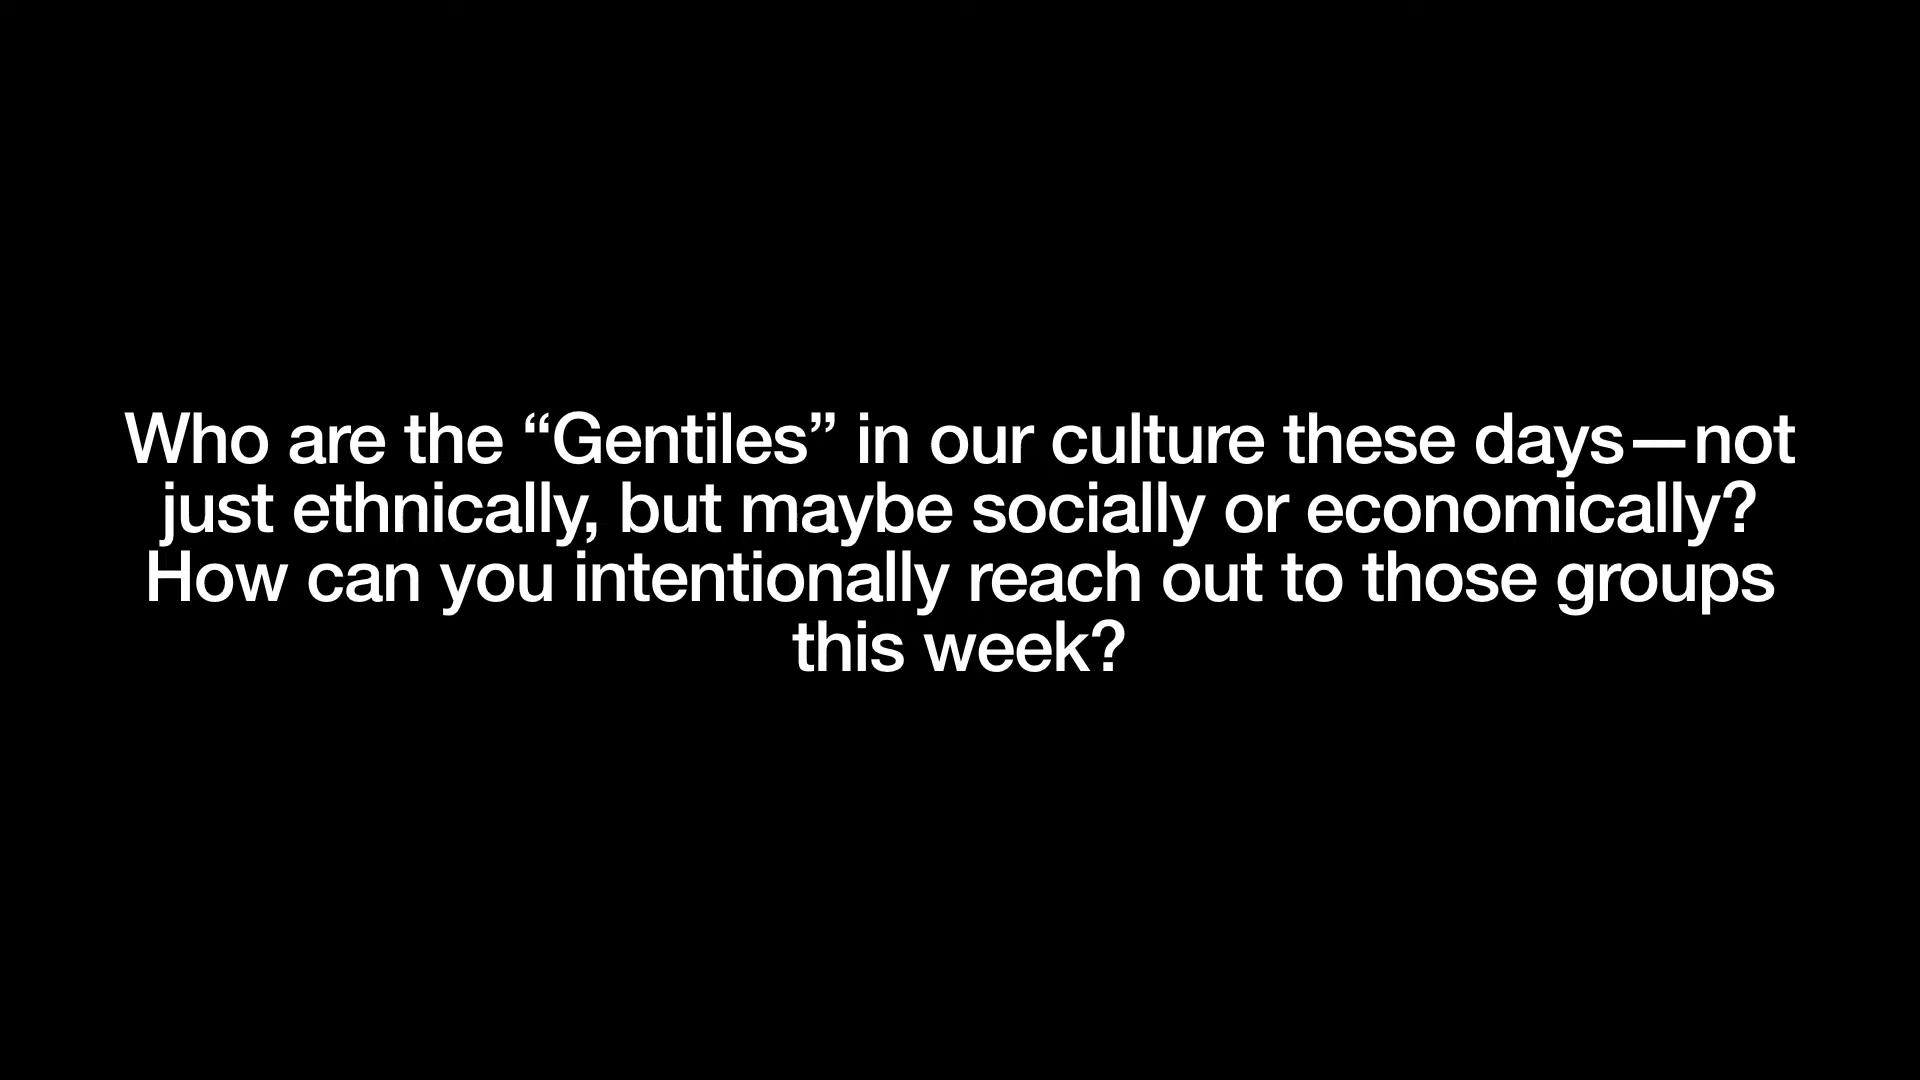 Who are the “Gentiles” in our culture these days—not
just ethnically, but maybe socially or economically?
How can you intentionally reach out to those groups
this week?